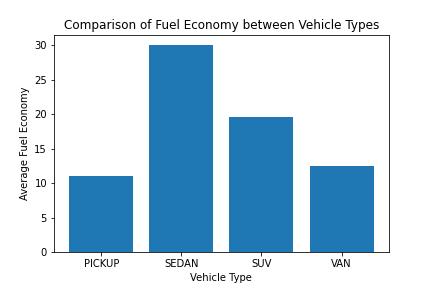 Comparison of Fuel Economy between Vehicle Types
Average Fuel Economy
30
25
20
15
10
5
0
PICKUP SEDAN SUV VAN
Vehicle Type